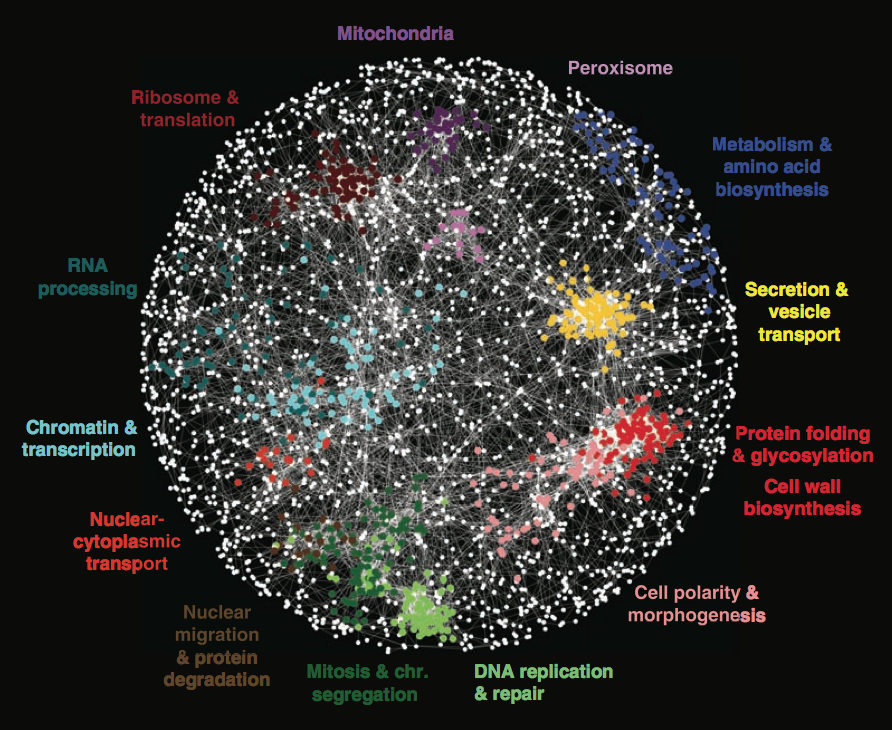 Mitochondria
Peroxisome
Ribosome &
translation
Metabolism &
amino acid
biosynthesis
RNA
processing
Secretion &
vesicle
transport
Chromatin &
transcription
Protein folding
& glycosylation
Cell wall
biosynthesis
Nuclear-
cytoplasmic
transport
Cell polarity &
morphogenesis
Nuclear
migration
& protein
degradation
Mitosis & chr.
segregation
DNA replication
& repair